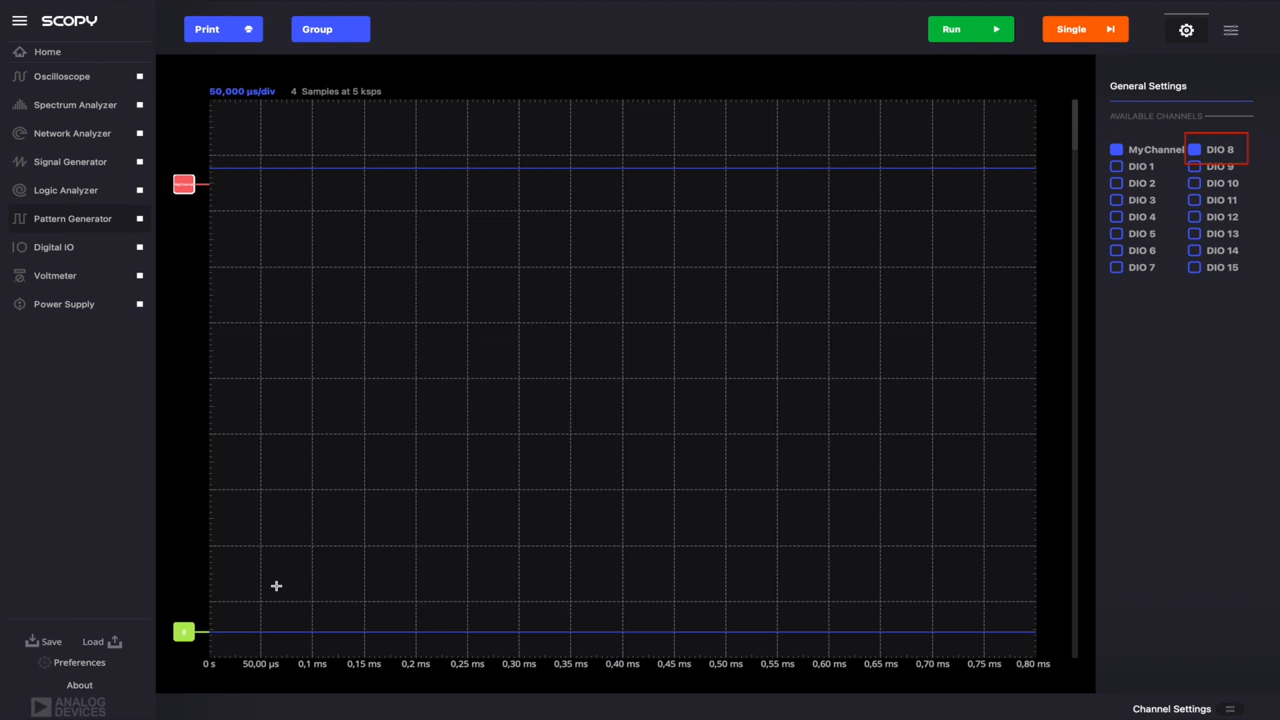 SCOPY
Print
Group
Run
Single
Home
Oscilloscope
Spectrum Analyzer
Network Analyzer
Signal Generator
Logic Analyzer
Pattern Generator
Digital IO
Voltmeter
Power Supply
50,000 µs/div 4 Samples at 5 ksps
General Settings
AVAILABLE CHANNELS
MyChannel DIO 8
DIO 1 DIO 9
DIO 2 DIO 10
DIO 3 DIO 11
DIO 4 DIO 12
DIO 5 DIO 13
DIO 6 DIO 14
DIO 7 DIO 15
8
0 s 50,00 µs 0,1 ms 0,15 ms 0,2 ms 0,25 ms 0,30 ms 0,35 ms 0,40 ms 0,45 ms 0,50 ms 0,55 ms 0,60 ms 0,65 ms 0,70 ms 0,75 ms 0,80 ms
Save Load
Preferences
About
ANALOG
DEVICES
Channel Settings